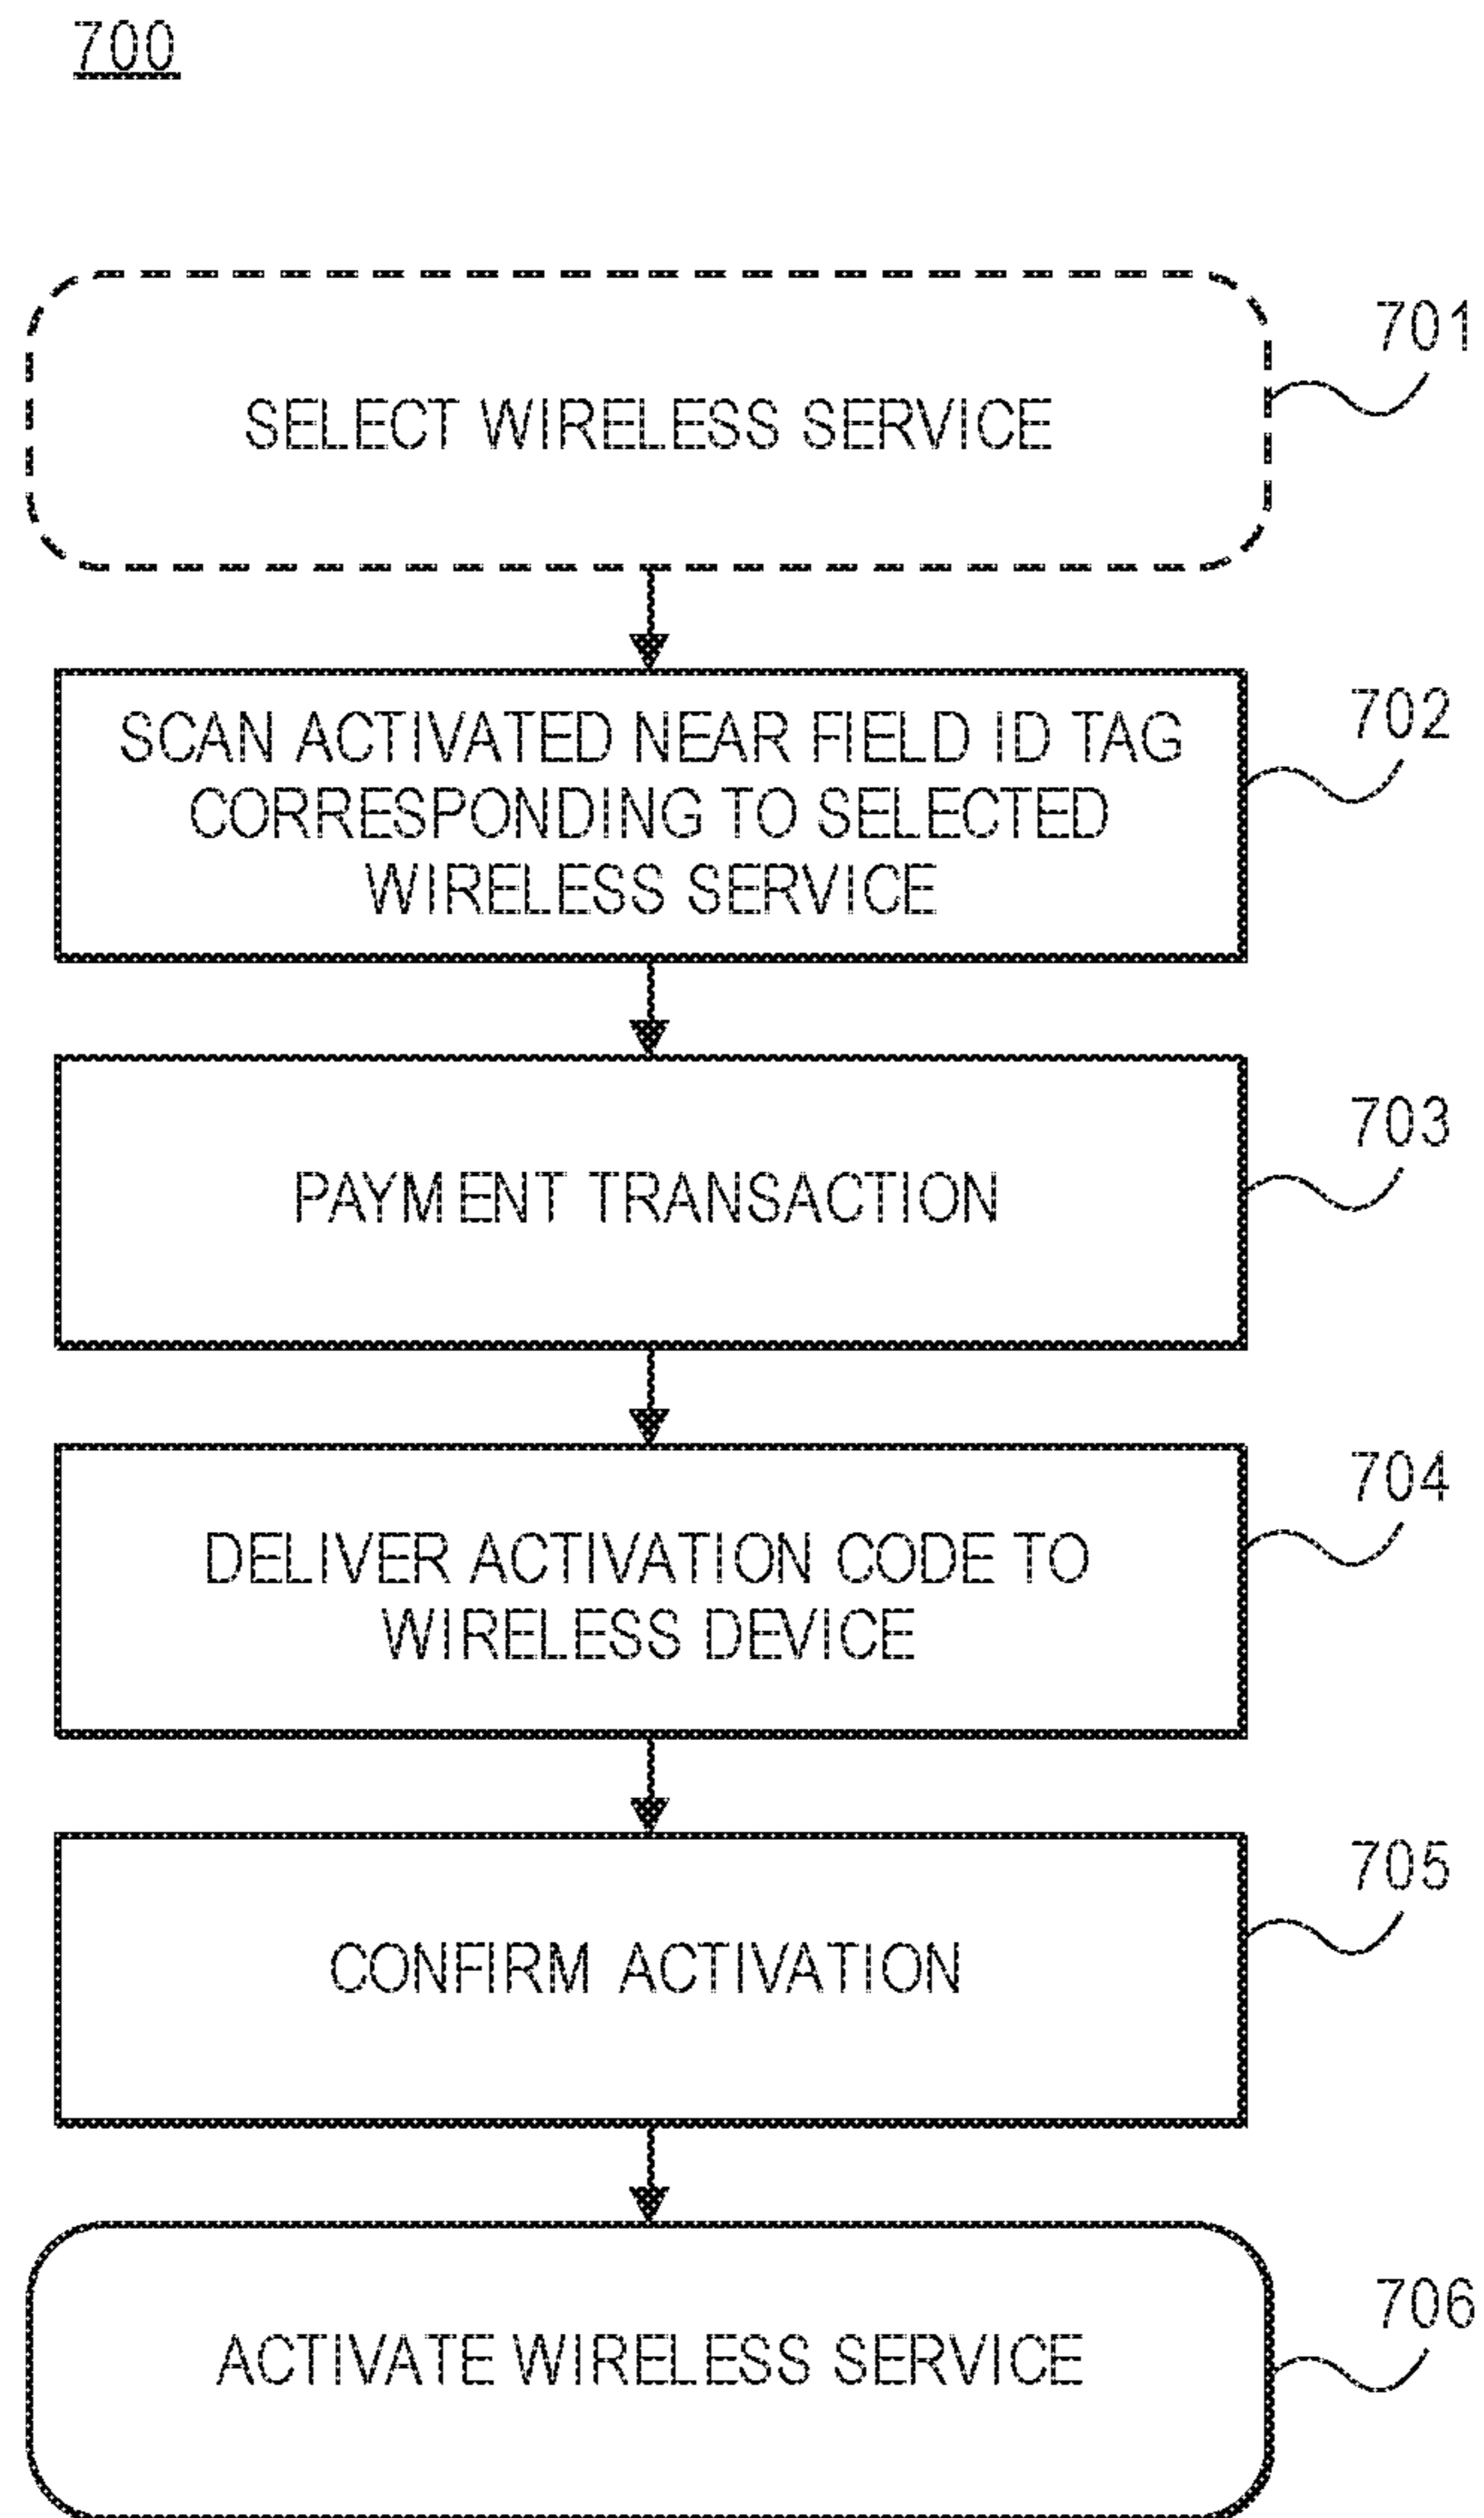 700
SELECT WIRELESS SERVICE
701
SCAN ACTIVATED NEAR FIELD ID TAG
CORRESPONDING TO SELECTED
WIRELESS SERVICE
702
PAYMENT TRANSACTION
703
DELIVER ACTIVATION CODE TO
WIRELESS DEVICE
704
CONFIRM ACTIVATION
705
ACTIVATE WIRELESS SERVICE
706